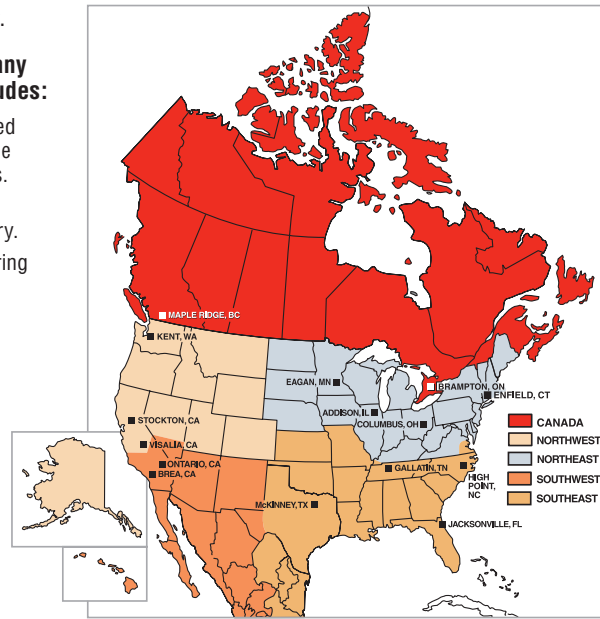 .
any
udes:
ed
e
s.
ry.
ring
MAPLE RIDGE, BC
KENT, WA
EAGAN, MN
BRAMPTON, ON
ENFIELD, CT
ADDISON, IL
COLUMBUS, OH
STOCKTON, CA
VISALIA, CA
ONTARIO, CA
BREA, CA
GALLATIN, TN
HIGH
POINT,
NC
McKINNEY, TX
JACKSONVILLE, FL
CANADA
NORTHWEST
NORTHEAST
SOUTHWEST
SOUTHEAST